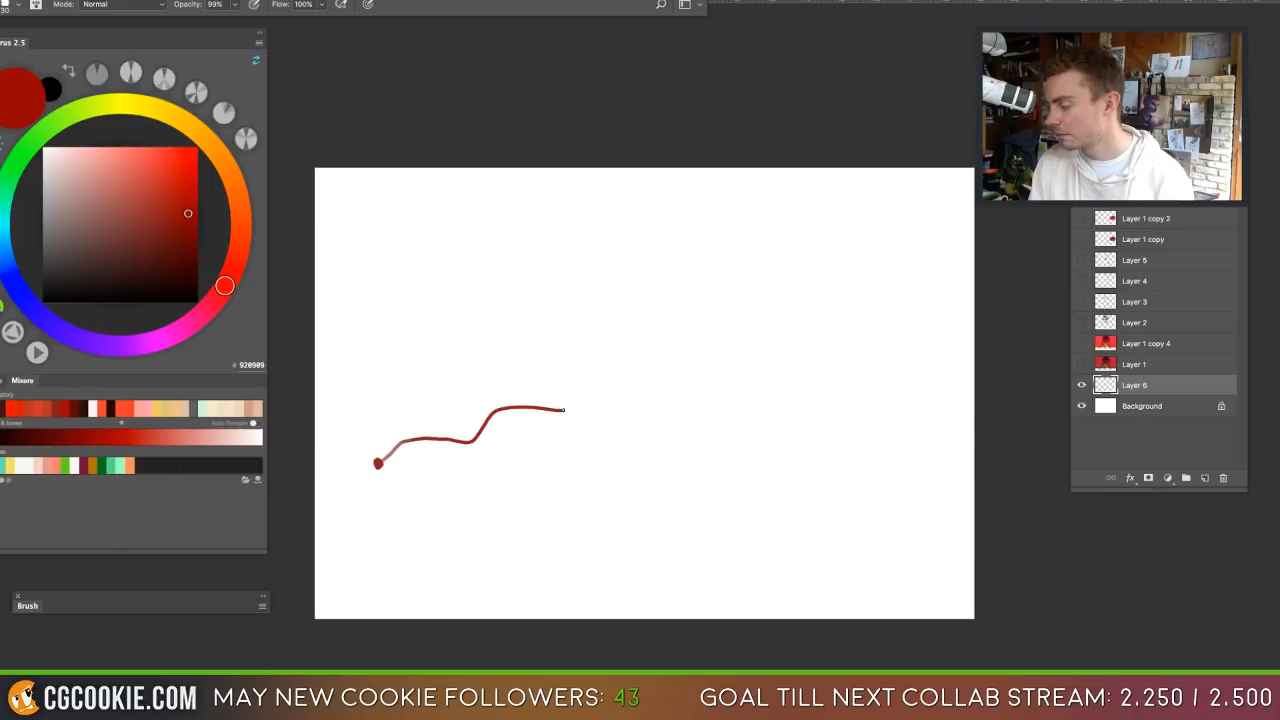 30 Mode: Normal Opacity: 99% Flow: 100%
rus 2.5
# 920909
Mixers
Layer 1 copy 2
Layer 1 copy
Layer 5
Layer 4
Layer 3
Layer 2
Layer 1 copy 4
Layer 1
Layer 6
Background
fx
Brush
CGCOOKIE.COM MAY NEW COOKIE FOLLOWERS: 43 GOAL TILL NEXT COLLAB STREAM: 2.250 / 2.500